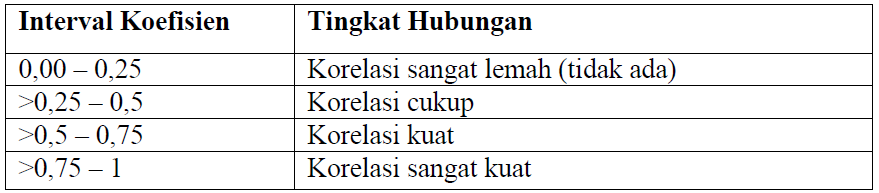 Interval Koefisien Tingkat Hubungan
0,00 – 0,25 Korelasi sangat lemah (tidak ada)
>0,25 – 0,5 Korelasi cukup
>0,5 – 0,75 Korelasi kuat
>0,75 – 1 Korelasi sangat kuat